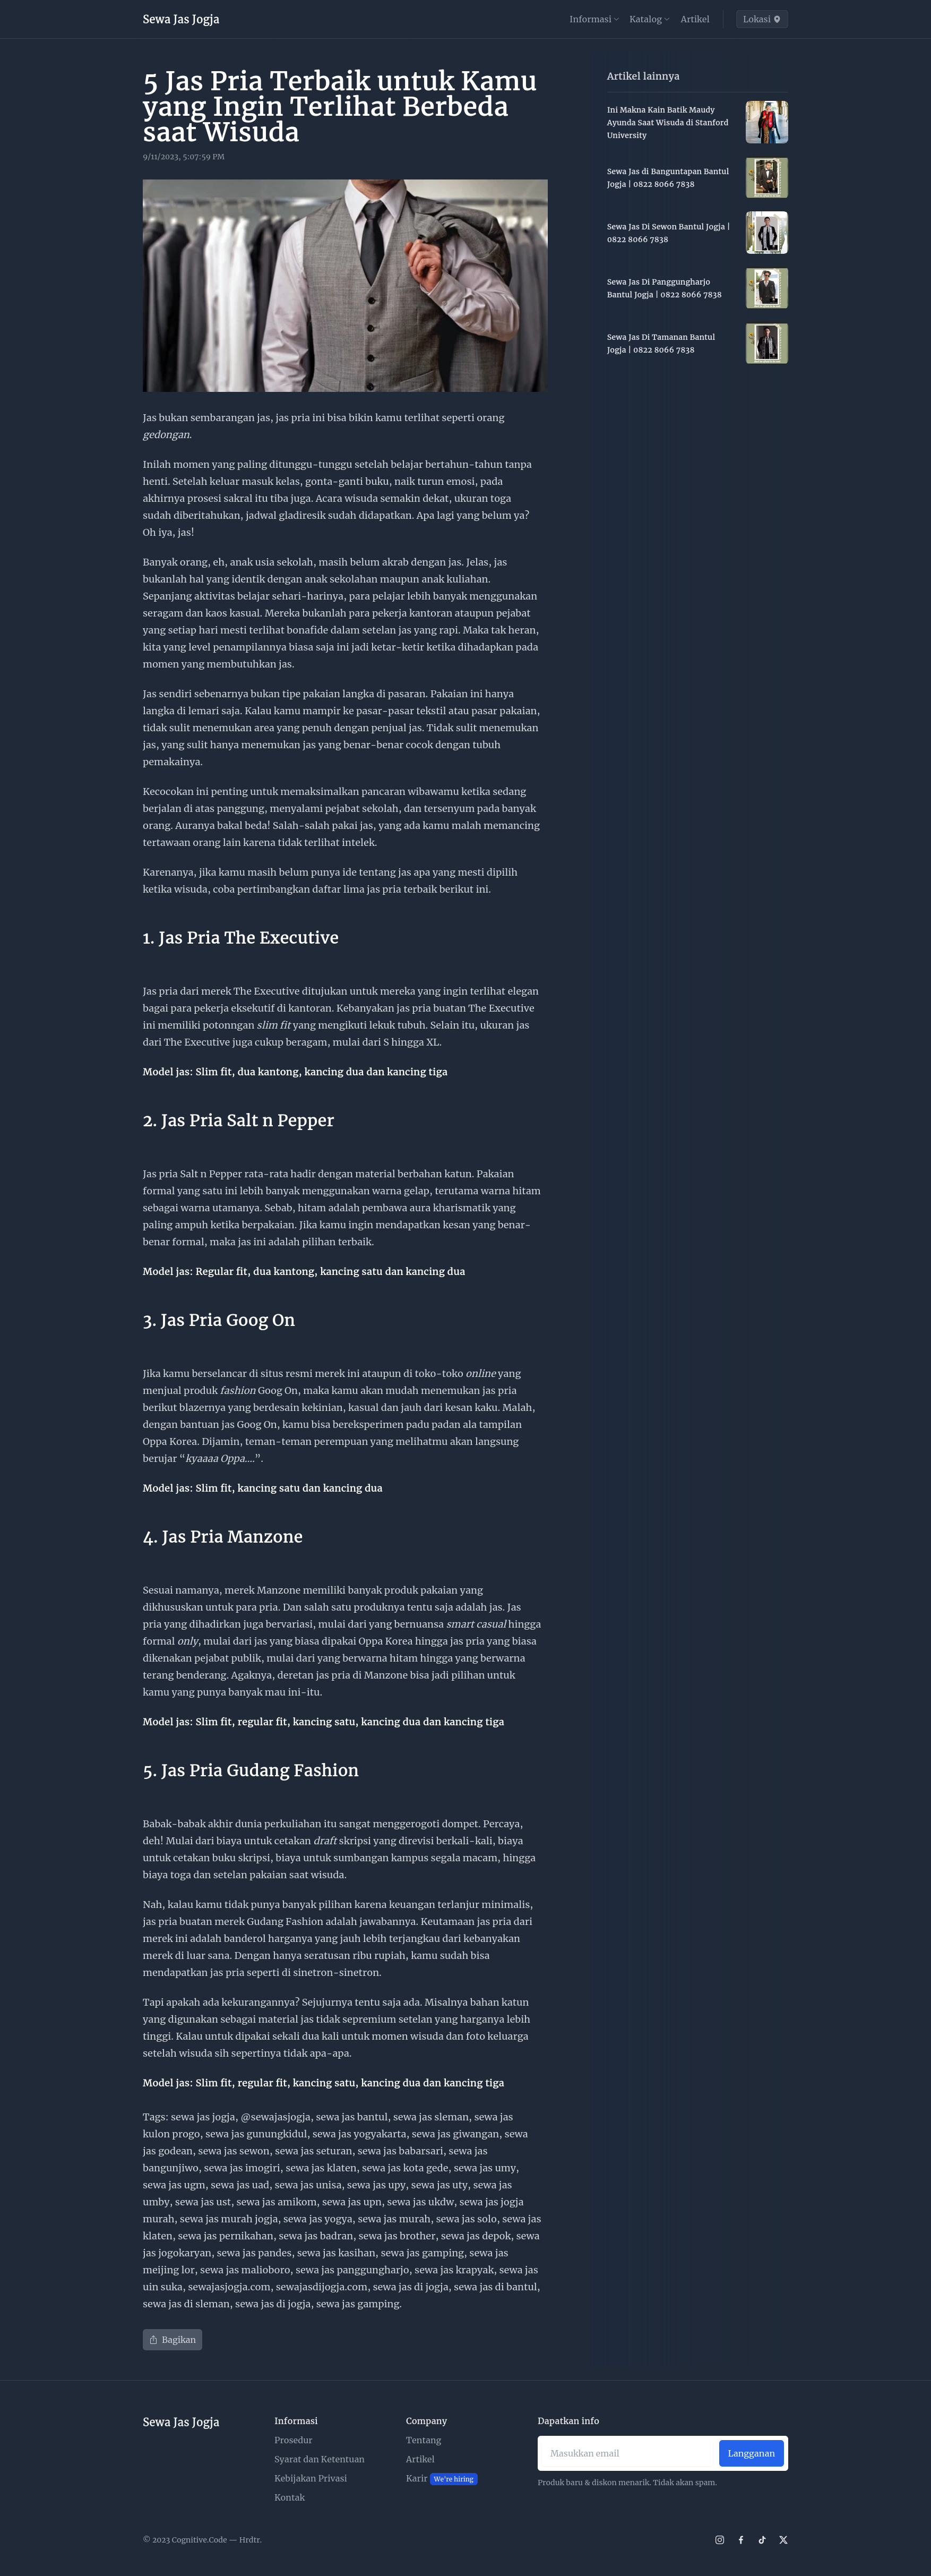 Sewa Jas Jogja
Informasi
Katalog
Artikel
Lokasi
5 Jas Pria Terbaik untuk Kamu
yang Ingin Terlihat Berbeda
saat Wisuda
9/11/2023, 5:07:59 PM
Jas bukan sembarangan jas, jas pria ini bisa bikin kamu terlihat seperti orang
gedongan.
Inilah momen yang paling ditunggu-tunggu setelah belajar bertahun-tahun tanpa
henti. Setelah keluar masuk kelas, gonta-ganti buku, naik turun emosi, pada
akhirnya prosesi sakral itu tiba juga. Acara wisuda semakin dekat, ukuran toga
sudah diberitahukan, jadwal gladiresik sudah didapatkan. Apa lagi yang belum ya?
Oh iya, jas!
Banyak orang, eh, anak usia sekolah, masih belum akrab dengan jas. Jelas, jas
bukanlah hal yang identik dengan anak sekolahan maupun anak kuliahan.
Sepanjang aktivitas belajar sehari-harinya, para pelajar lebih banyak menggunakan
seragam dan kaos kasual. Mereka bukanlah para pekerja kantoran ataupun pejabat
yang setiap hari mesti terlihat bonafide dalam setelan jas yang rapi. Maka tak heran,
kita yang level penampilannya biasa saja ini jadi ketar-ketir ketika dihadapkan pada
momen yang membutuhkan jas.
Jas sendiri sebenarnya bukan tipe pakaian langka di pasaran. Pakaian ini hanya
langka di lemari saja. Kalau kamu mampir ke pasar-pasar tekstil atau pasar pakaian,
tidak sulit menemukan area yang penuh dengan penjual jas. Tidak sulit menemukan
jas, yang sulit hanya menemukan jas yang benar-benar cocok dengan tubuh
pemakainya.
Kecocokan ini penting untuk memaksimalkan pancaran wibawamu ketika sedang
berjalan di atas panggung, menyalami pejabat sekolah, dan tersenyum pada banyak
orang. Auranya bakal beda! Salah-salah pakai jas, yang ada kamu malah memancing
tertawaan orang lain karena tidak terlihat intelek.
Karenanya, jika kamu masih belum punya ide tentang jas apa yang mesti dipilih
ketika wisuda, coba pertimbangkan daftar lima jas pria terbaik berikut ini.
1. Jas Pria The Executive
Jas pria dari merek The Executive ditujukan untuk mereka yang ingin terlihat elegan
bagai para pekerja eksekutif di kantoran. Kebanyakan jas pria buatan The Executive
ini memiliki potonngan slim fit yang mengikuti lekuk tubuh. Selain itu, ukuran jas
dari The Executive juga cukup beragam, mulai dari S hingga XL.
Model jas: Slim fit, dua kantong, kancing dua dan kancing tiga
2. Jas Pria Salt n Pepper
Jas pria Salt n Pepper rata-rata hadir dengan material berbahan katun. Pakaian
formal yang satu ini lebih banyak menggunakan warna gelap, terutama warna hitam
sebagai warna utamanya. Sebab, hitam adalah pembawa aura kharismatik yang
paling ampuh ketika berpakaian. Jika kamu ingin mendapatkan kesan yang benar-
benar formal, maka jas ini adalah pilihan terbaik.
Model jas: Regular fit, dua kantong, kancing satu dan kancing dua
3. Jas Pria Goog On
Jika kamu berselancar di situs resmi merek ini ataupun di toko-toko online yang
menjual produk fashion Goog On, maka kamu akan mudah menemukan jas pria
berikut blazernya yang berdesain kekinian, kasual dan jauh dari kesan kaku. Malah,
dengan bantuan jas Goog On, kamu bisa bereksperimen padu padan ala tampilan
Oppa Korea. Dijamin, teman-teman perempuan yang melihatmu akan langsung
berujar “kyaaaa Oppa....”.
Model jas: Slim fit, kancing satu dan kancing dua
4. Jas Pria Manzone
Sesuai namanya, merek Manzone memiliki banyak produk pakaian yang
dikhususkan untuk para pria. Dan salah satu produknya tentu saja adalah jas. Jas
pria yang dihadirkan juga bervariasi, mulai dari yang bernuansa smart casual hingga
formal only, mulai dari jas yang biasa dipakai Oppa Korea hingga jas pria yang biasa
dikenakan pejabat publik, mulai dari yang berwarna hitam hingga yang berwarna
terang benderang. Agaknya, deretan jas pria di Manzone bisa jadi pilihan untuk
kamu yang punya banyak mau ini-itu.
Model jas: Slim fit, regular fit, kancing satu, kancing dua dan kancing tiga
5. Jas Pria Gudang Fashion
Babak-babak akhir dunia perkuliahan itu sangat menggerogoti dompet. Percaya,
deh! Mulai dari biaya untuk cetakan draft skripsi yang direvisi berkali-kali, biaya
untuk cetakan buku skripsi, biaya untuk sumbangan kampus segala macam, hingga
biaya toga dan setelan pakaian saat wisuda.
Nah, kalau kamu tidak punya banyak pilihan karena keuangan terlanjur minimalis,
jas pria buatan merek Gudang Fashion adalah jawabannya. Keutamaan jas pria dari
merek ini adalah banderol harganya yang jauh lebih terjangkau dari kebanyakan
merek di luar sana. Dengan hanya seratusan ribu rupiah, kamu sudah bisa
mendapatkan jas pria seperti di sinetron-sinetron.
Tapi apakah ada kekurangannya? Sejujurnya tentu saja ada. Misalnya bahan katun
yang digunakan sebagai material jas tidak sepremium setelan yang harganya lebih
tinggi. Kalau untuk dipakai sekali dua kali untuk momen wisuda dan foto keluarga
setelah wisuda sih sepertinya tidak apa-apa.
Model jas: Slim fit, regular fit, kancing satu, kancing dua dan kancing tiga
Tags: sewa jas jogja, @sewajasjogja, sewa jas bantul, sewa jas sleman, sewa jas
kulon progo, sewa jas gunungkidul, sewa jas yogyakarta, sewa jas giwangan, sewa
jas godean, sewa jas sewon, sewa jas seturan, sewa jas babarsari, sewa jas
bangunjiwo, sewa jas imogiri, sewa jas klaten, sewa jas kota gede, sewa jas umy,
sewa jas ugm, sewa jas uad, sewa jas unisa, sewa jas upy, sewa jas uty, sewa jas
umby, sewa jas ust, sewa jas amikom, sewa jas upn, sewa jas ukdw, sewa jas jogja
murah, sewa jas murah jogja, sewa jas yogya, sewa jas murah, sewa jas solo, sewa jas
klaten, sewa jas pernikahan, sewa jas badran, sewa jas brother, sewa jas depok, sewa
jas jogokaryan, sewa jas pandes, sewa jas kasihan, sewa jas gamping, sewa jas
meijing lor, sewa jas malioboro, sewa jas panggungharjo, sewa jas krapyak, sewa jas
uin suka, sewajasjogja.com, sewajasdijogja.com, sewa jas di jogja, sewa jas di bantul,
sewa jas di sleman, sewa jas di jogja, sewa jas gamping.
Bagikan
Artikel lainnya
Ini Makna Kain Batik Maudy
Ayunda Saat Wisuda di Stanford
University
Sewa Jas di Banguntapan Bantul
Jogja | 0822 8066 7838
Sewa Jas Di Sewon Bantul Jogja |
0822 8066 7838
Sewa Jas Di Panggungharjo
Bantul Jogja | 0822 8066 7838
Sewa Jas Di Tamanan Bantul
Jogja | 0822 8066 7838
Sewa Jas Jogja
Informasi
Prosedur
Syarat dan Ketentuan
Kebijakan Privasi
Kontak
Company
Tentang
Artikel
Karir We're hiring
Dapatkan info
Masukkan email
Langganan
Produk baru & diskon menarik. Tidak akan spam.
© 2023 Cognitive.Code — Hrdtr.